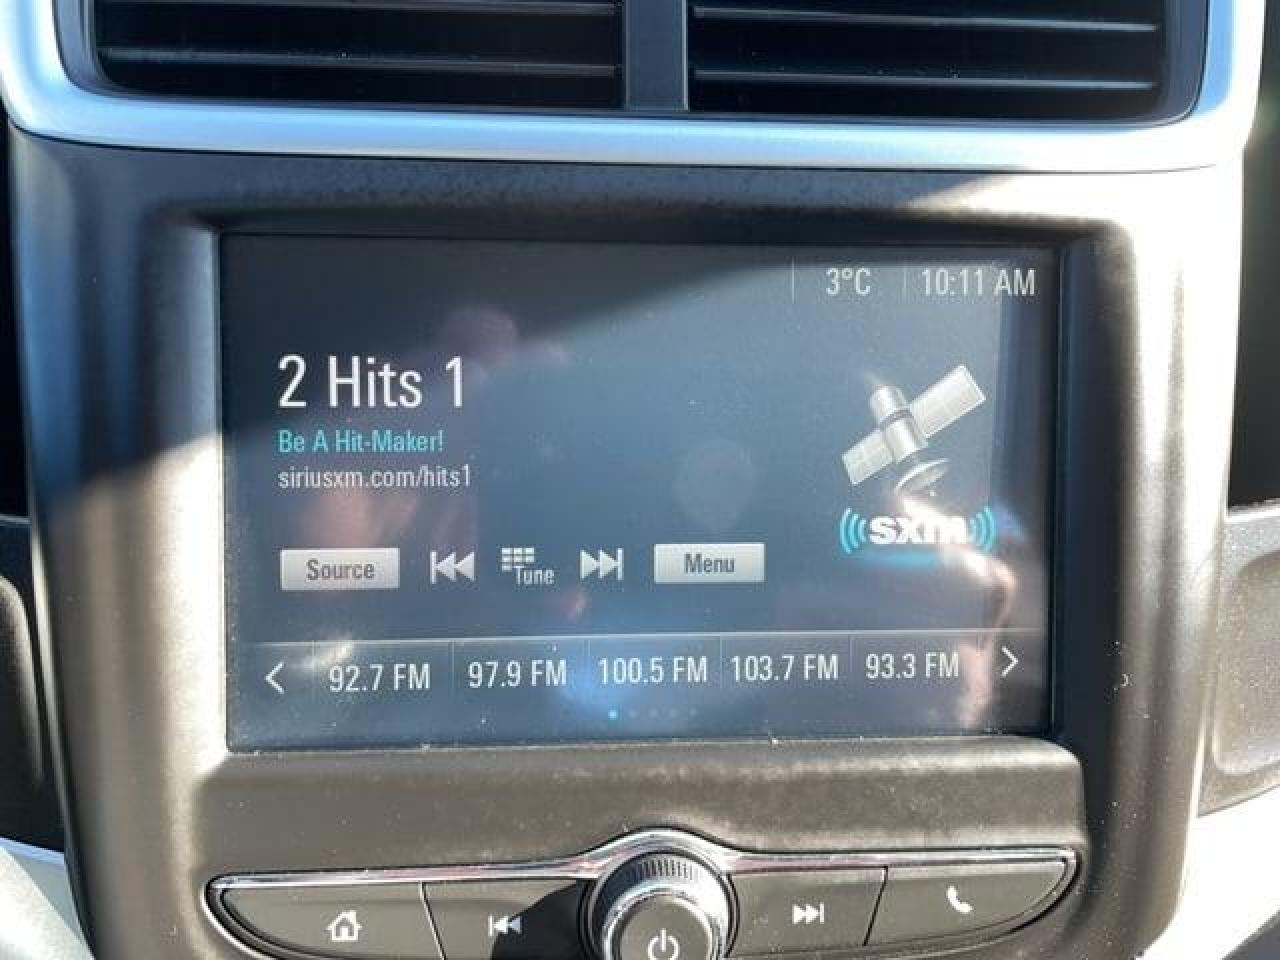 3°C 10:11 AM
2 Hits 1
Be A Hit-Maker!
siriusxm.com/hits1
sxm
Source Tune Menu
92.7 FM 97.9 FM 100.5 FM 103.7 FM 93.3 FM